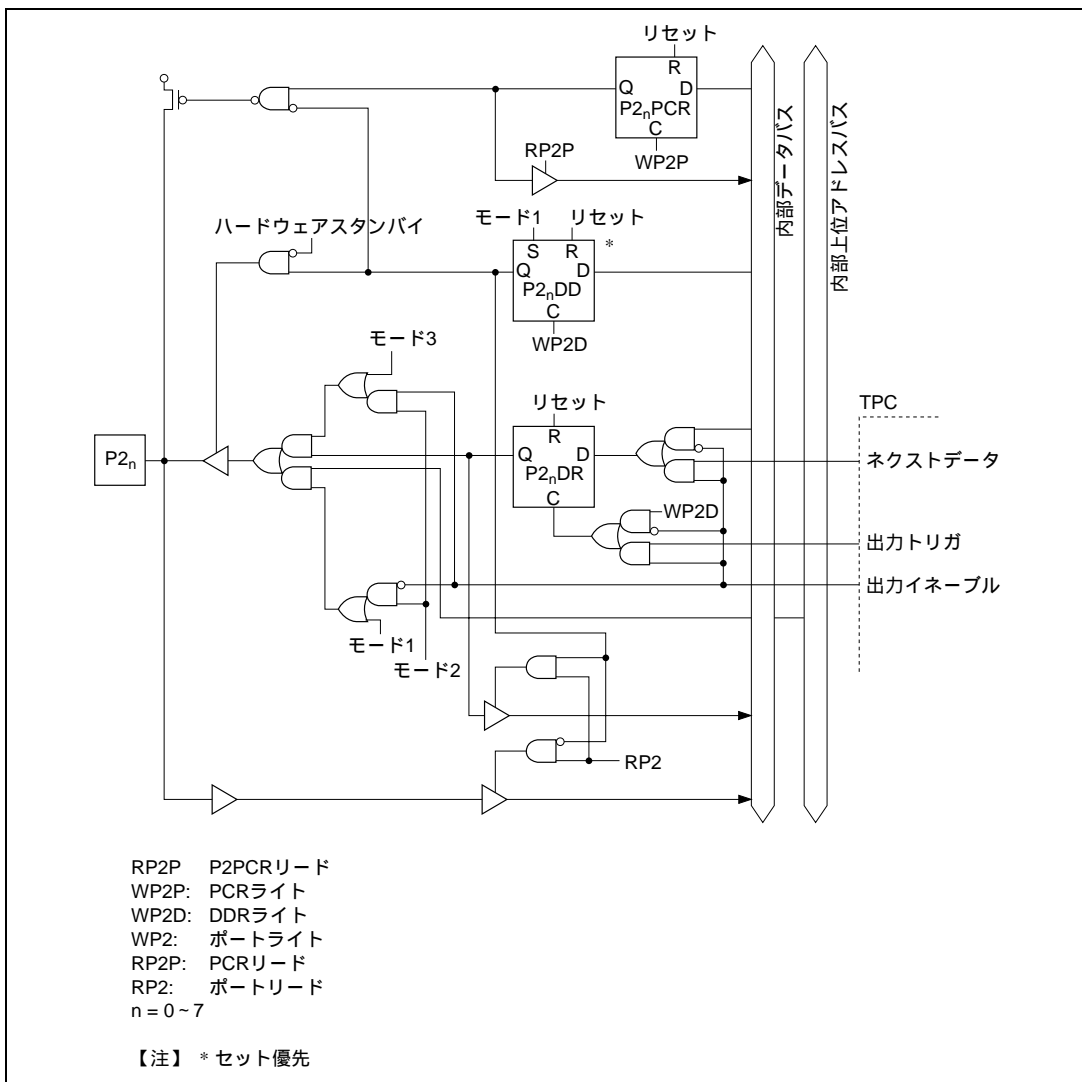 リセット
R
Q D
P2nPCR
C
WP2P
RP2P
内部データバス
内部上位アドレスバス
ハードウェアスタンバイ
モード1 リセット
*
S R
Q D
P2nDD
C
WP2D
モード3
リセット
R
Q D
P2nDR
C
TPC
P2n
ネクストデータ
WP2D
出力トリガ
出力イネーブル
モード1
モード2
RP2
RP2P P2PCRリード
WP2P: PCRライト
WP2D: DDRライト
WP2: ポートライト
RP2P: PCRリード
RP2: ポートリード
n = 0~7
【注】 * セット優先